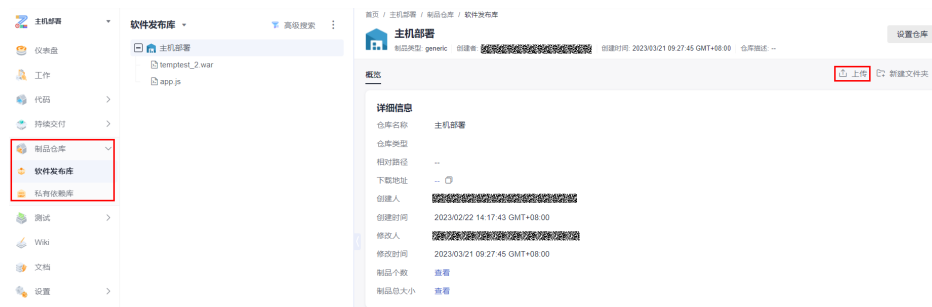 主机部署
仪表盘
工作
代码
持续交付
制品仓库
软件发布库
私有依赖库
测试
Wiki
文档
设置
软件发布库
高级搜索
主机部署
temptest_2.war
app.js
首页 / 主机部署 / 制品仓库 / 软件发布库
主机部署
设置仓库
制品类型: generic 创建者: 创建时间: 2023/03/21 09:27:45 GMT+08:00 仓库描述: --
概览
上传 新建文件夹
详细信息
仓库名称 主机部署
仓库类型
相对路径 --
下载地址 --
创建人
创建时间 2023/02/22 14:17:43 GMT+08:00
修改人
修改时间 2023/03/21 09:27:45 GMT+08:00
制品个数 查看
制品总大小 查看